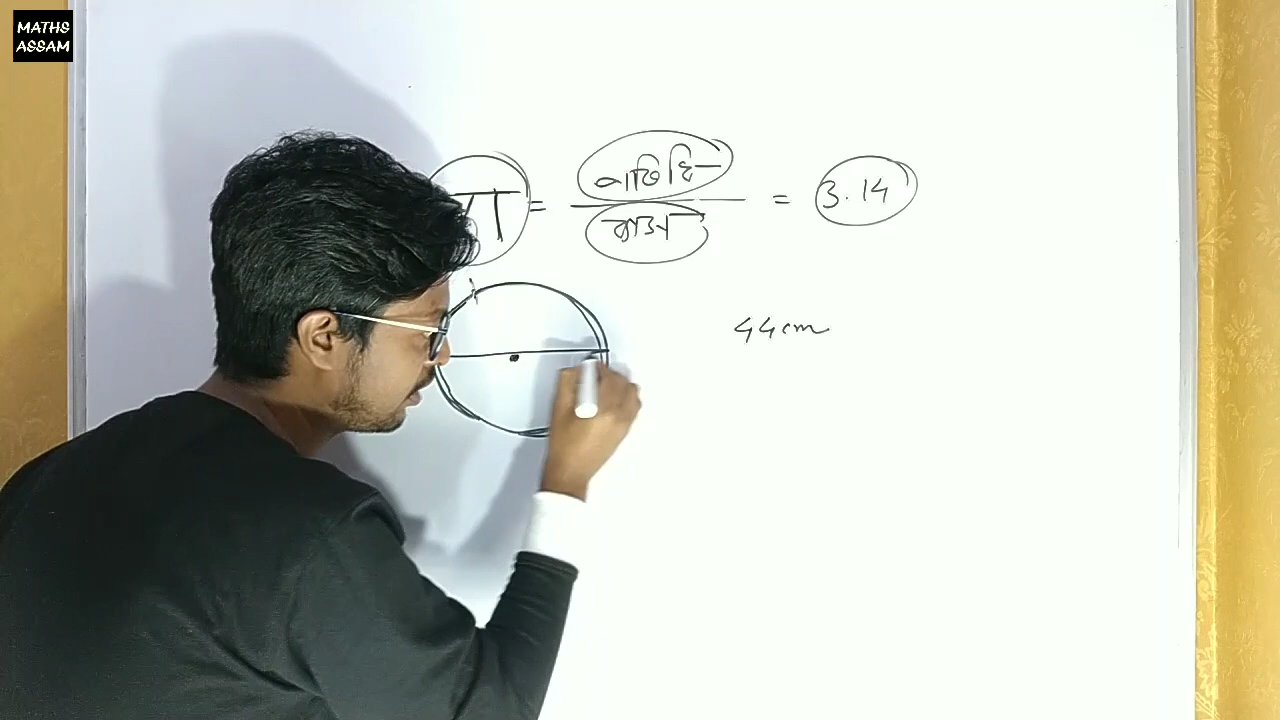 MATHS
ASSAM
π = পৰিধি / ব্যাস = 3.14
44cm